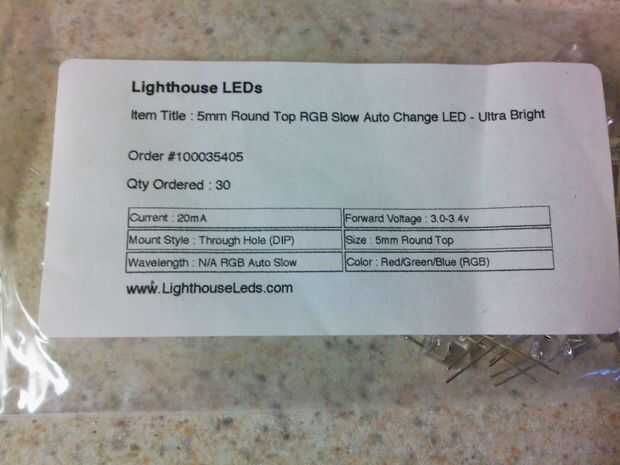 Lighthouse LEDs
Item Title : 5mm Round Top RGB Slow Auto Change LED - Ultra Bright
Order #100035405
Qty Ordered : 30
Current : 20mA Forward Voltage : 3.0-3.4v
Mount Style : Through Hole (DIP) Size : 5mm Round Top
Wavelength : N/A RGB Auto Slow Color : Red/Green/Blue (RGB)
www.LighthouseLeds.com